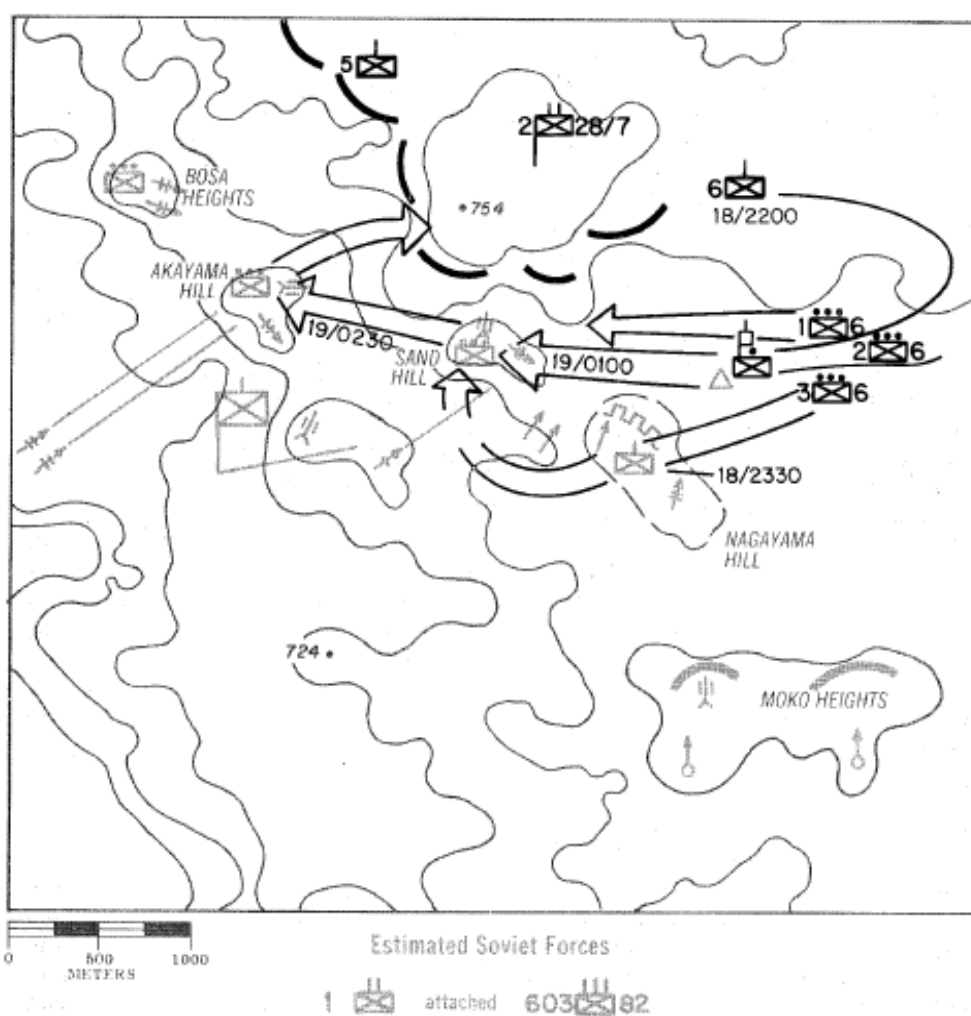 5
2 28/7
6
18/2200
BOSA
HEIGHTS
754
AKAYAMA
HILL
1 6
2 6
3 6
19/0230
SAND
HILL
19/0100
18/2330
NAGAYAMA
HILL
724
MOKO HEIGHTS
0 500 1000
METERS
Estimated Soviet Forces
1 attached 603 82